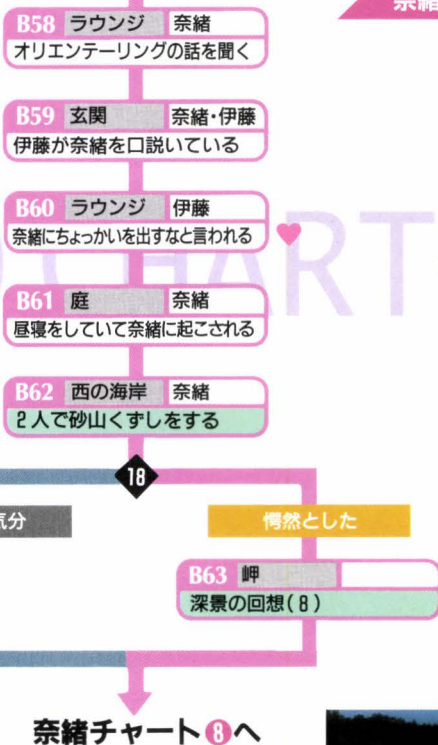 奈緒
B58 ラウンジ 奈緒
オリエンテーリングの話を聞く
B59 玄関 奈緒・伊藤
伊藤が奈緒を口説いている
B60 ラウンジ 伊藤
奈緒にちょっかいを出すなと言われる
CHART
B61 庭 奈緒
昼寝をしていて奈緒に起こされる
B62 西の海岸 奈緒
2人で砂山くずしをする
18
気分 愕然とした
B63 岬
深景の回想(8)
奈緒チャート❽へ